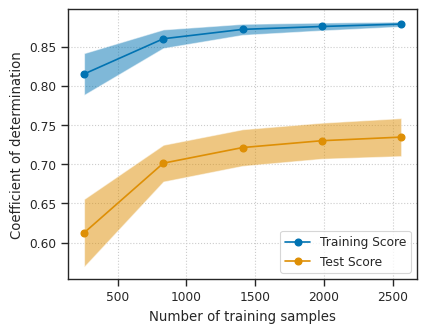 Coefficient of determination
0.85
0.80
0.75
0.70
0.65
0.60
Training Score
Test Score
500
1000
1500
2000
2500
Number of training samples